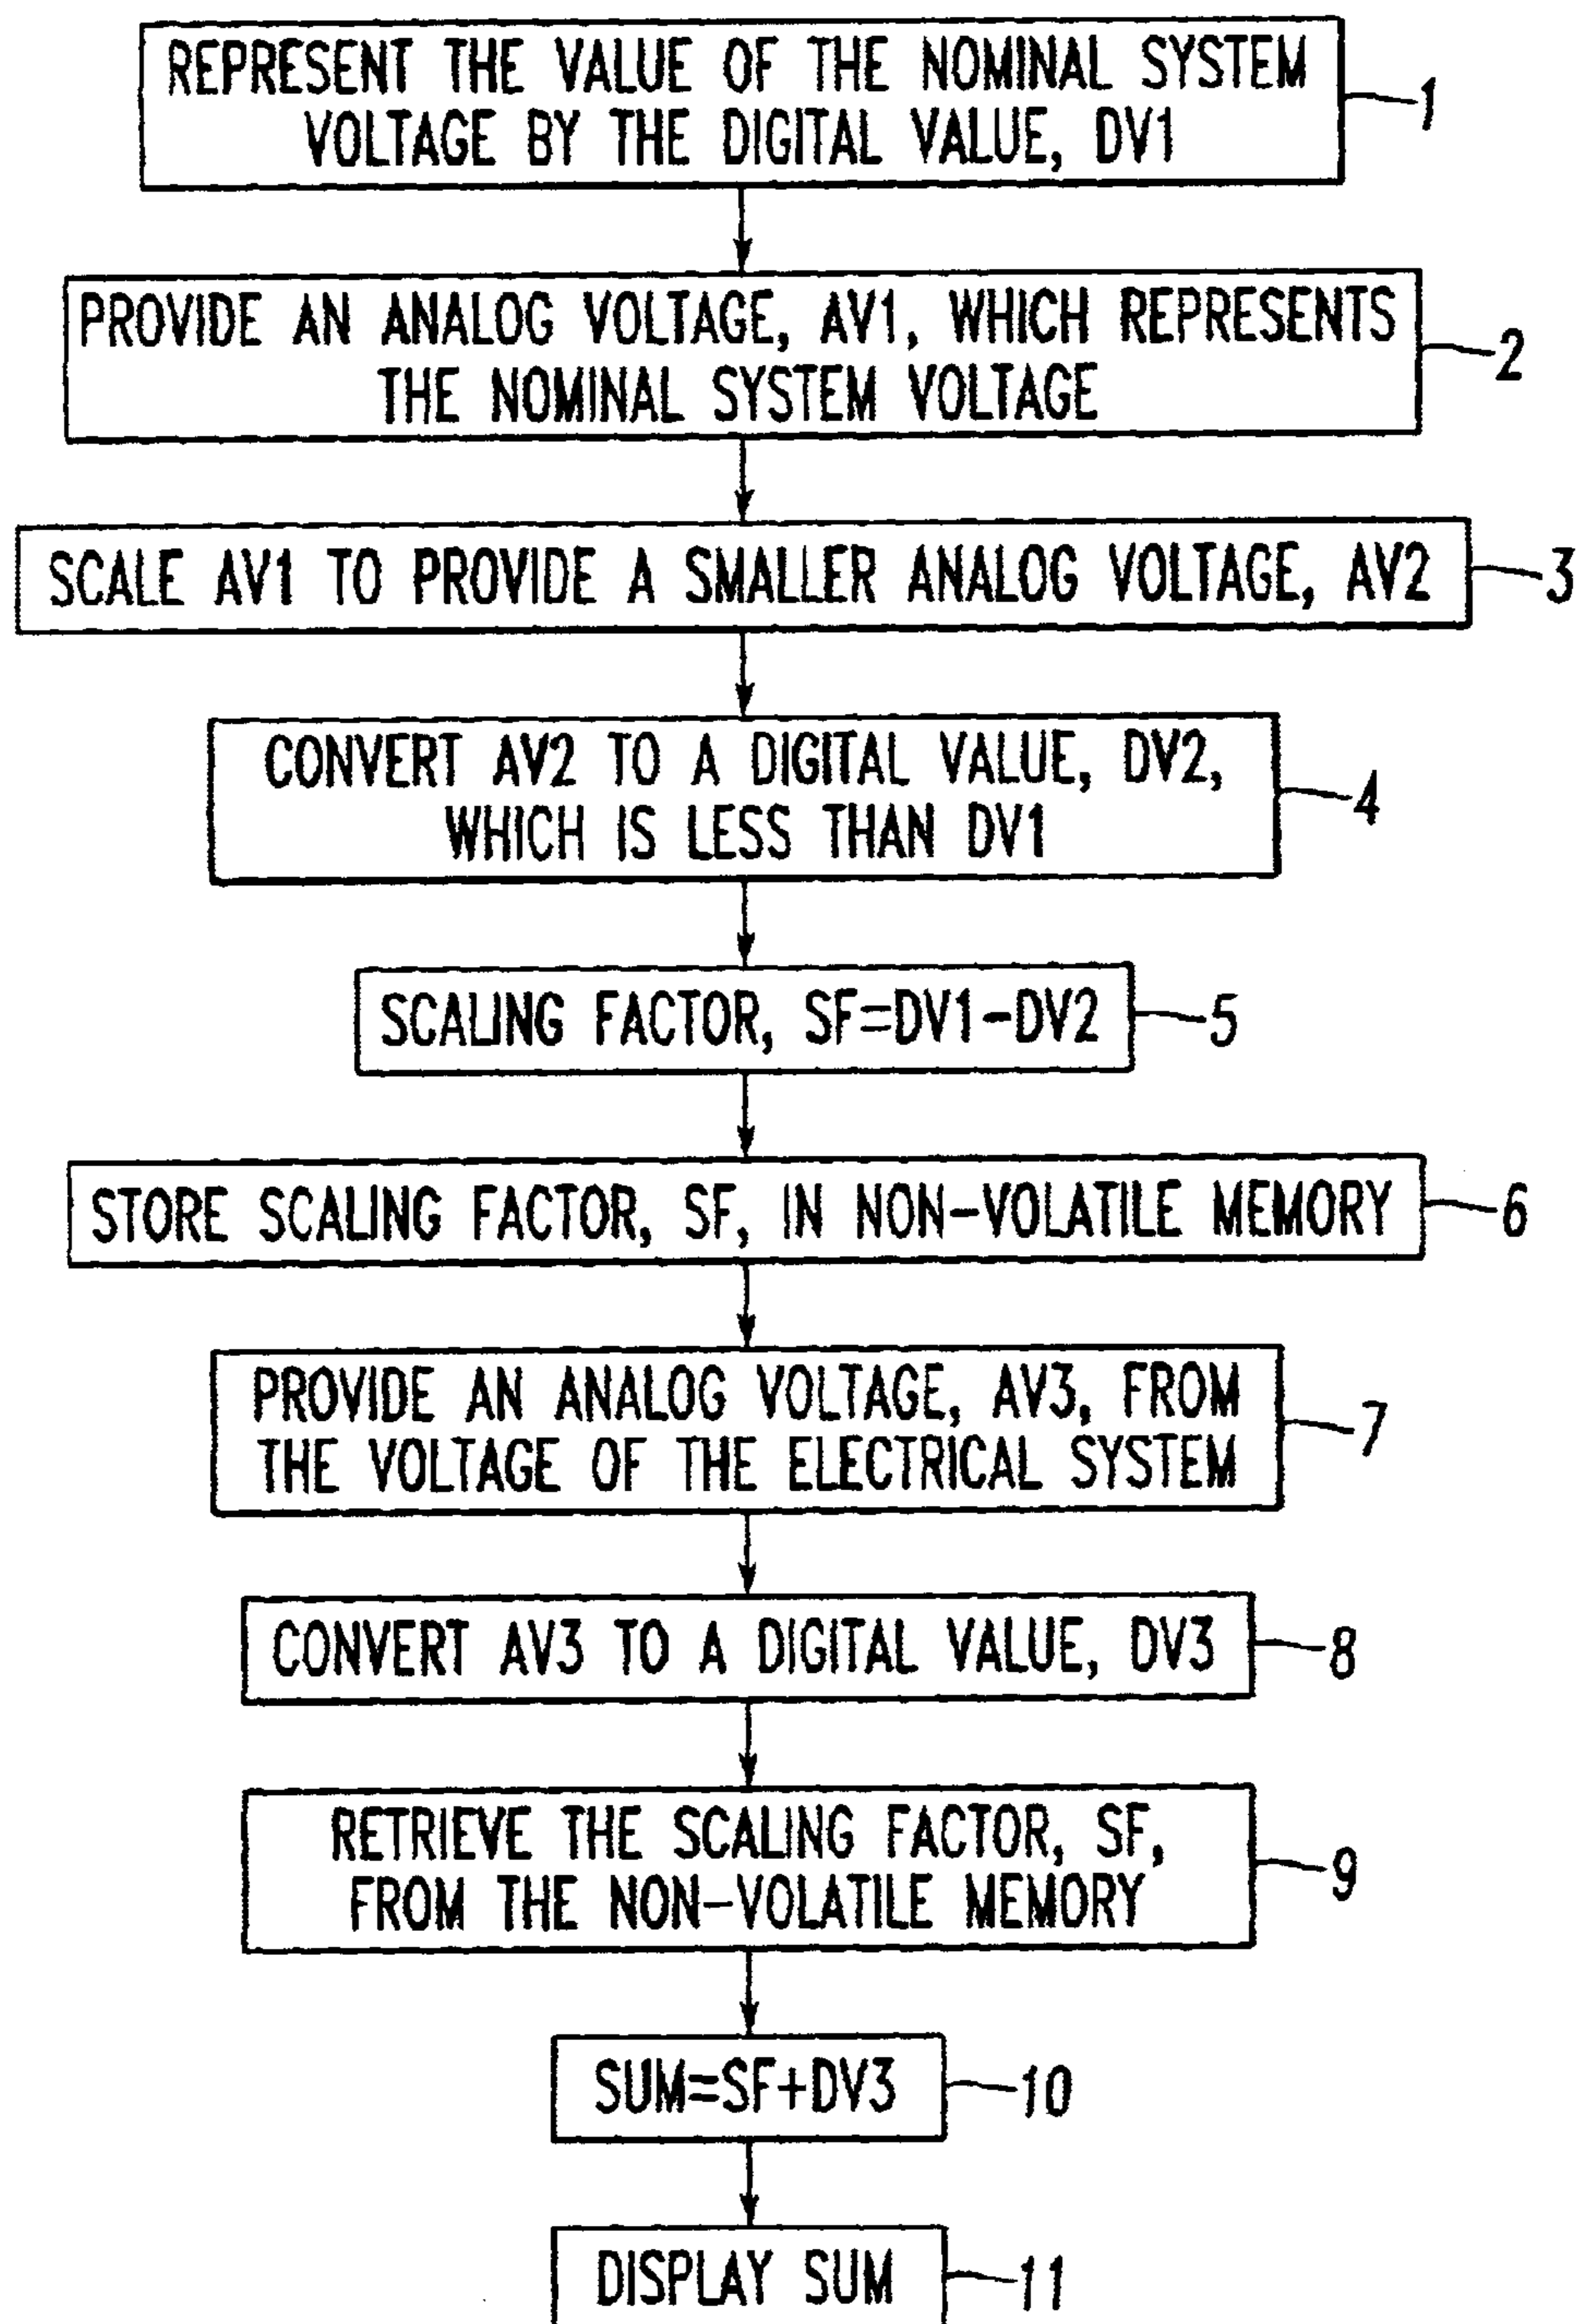 REPRESENT THE VALUE OF THE NOMINAL SYSTEM
VOLTAGE BY THE DIGITAL VALUE, DV1
1
PROVIDE AN ANALOG VOLTAGE, AV1, WHICH REPRESENTS
THE NOMINAL SYSTEM VOLTAGE
2
SCALE AV1 TO PROVIDE A SMALLER ANALOG VOLTAGE, AV2
3
CONVERT AV2 TO A DIGITAL VALUE, DV2,
WHICH IS LESS THAN DV1
4
SCALING FACTOR, SF=DV1-DV2
5
STORE SCALING FACTOR, SF, IN NON-VOLATILE MEMORY
6
PROVIDE AN ANALOG VOLTAGE, AV3, FROM
THE VOLTAGE OF THE ELECTRICAL SYSTEM
7
CONVERT AV3 TO A DIGITAL VALUE, DV3
8
RETRIEVE THE SCALING FACTOR, SF,
FROM THE NON-VOLATILE MEMORY
9
SUM=SF+DV3
10
DISPLAY SUM
11